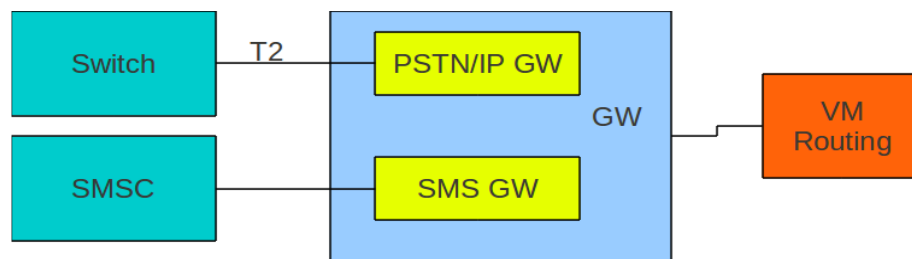 Switch
T2
PSTN/IP GW
GW
VM
Routing
SMSC
SMS GW